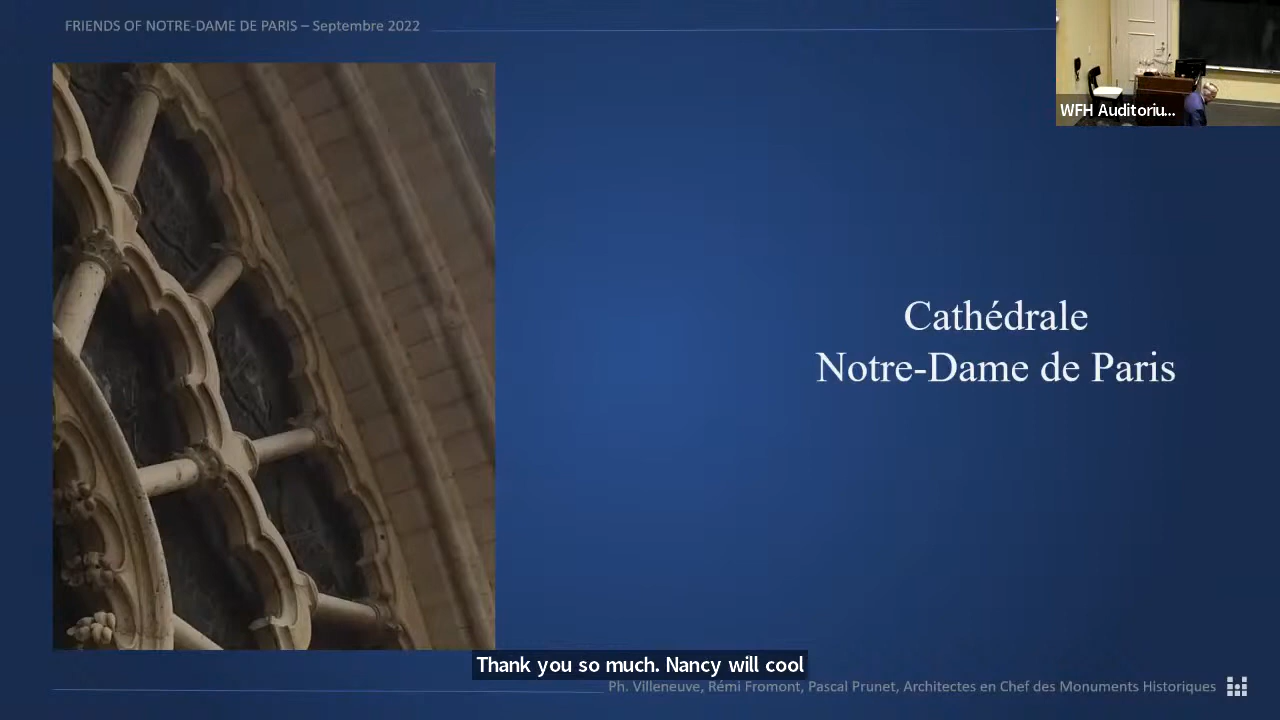 FRIENDS OF NOTRE-DAME DE PARIS – Septembre 2022
WFH Auditoriu...
Cathédrale
Notre-Dame de Paris
Thank you so much. Nancy will cool
Ph. Villeneuve, Rémi Fromont, Pascal Prunet, Architectes en Chef des Monuments Historiques